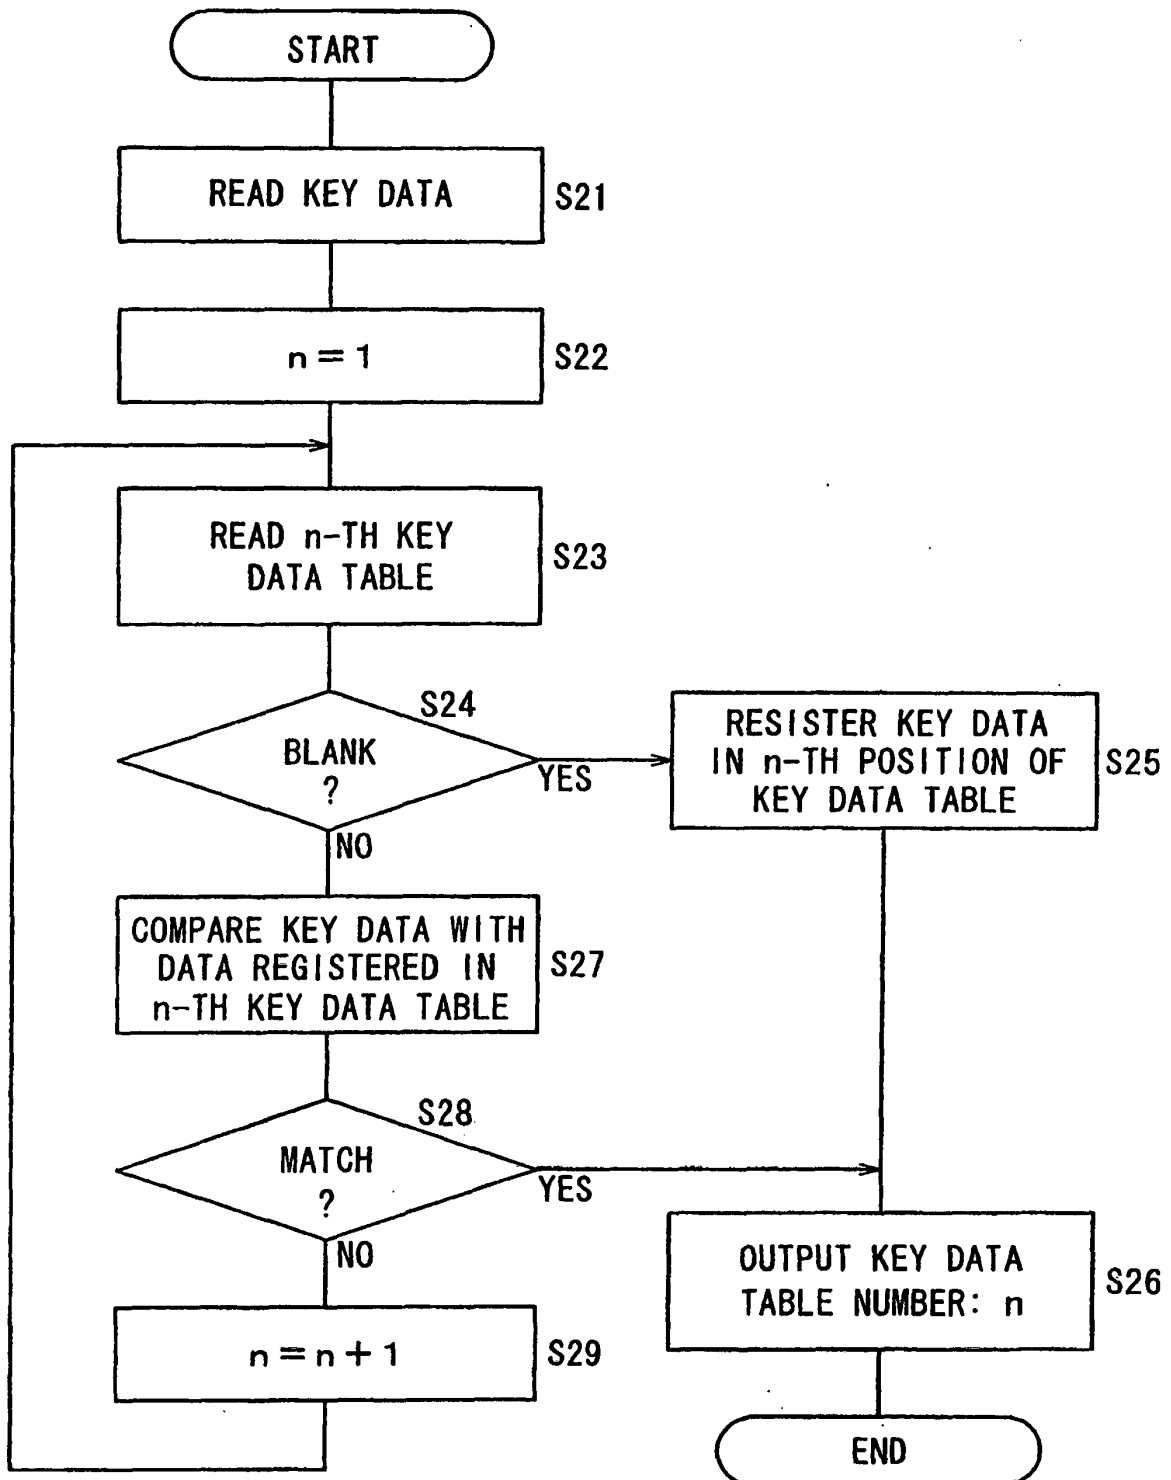 START
READ KEY DATA
S21
n = 1
S22
READ n-TH KEY
DATA TABLE
S23
S24
BLANK
?
YES
NO
RESISTER KEY DATA
IN n-TH POSITION OF
KEY DATA TABLE
S25
COMPARE KEY DATA WITH
DATA REGISTERED IN
n-TH KEY DATA TABLE
S27
S28
MATCH
?
YES
NO
OUTPUT KEY DATA
TABLE NUMBER: n
S26
n = n + 1
S29
END